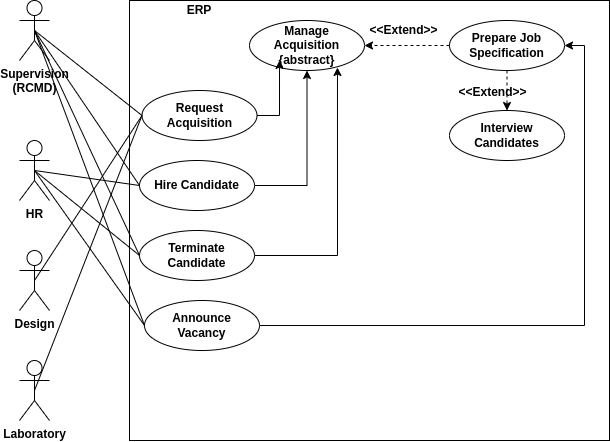 ERP
Manage
Acquisition
{abstract}
<<Extend>>
Prepare Job
Specification
Supervision
(RCMD)
<<Extend>>
Request
Acquisition
Interview
Candidates
Hire Candidate
HR
Terminate
Candidate
Design
Announce
Vacancy
Laboratory